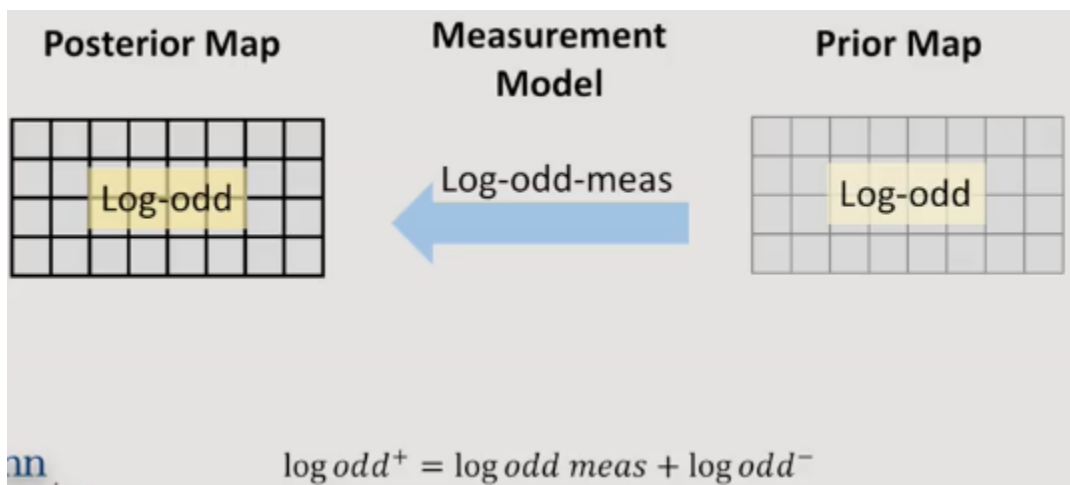 Posterior Map
Measurement
Model
Prior Map
Log-odd
Log-odd-meas
Log-odd
log odd⁺ = log odd meas + log odd⁻